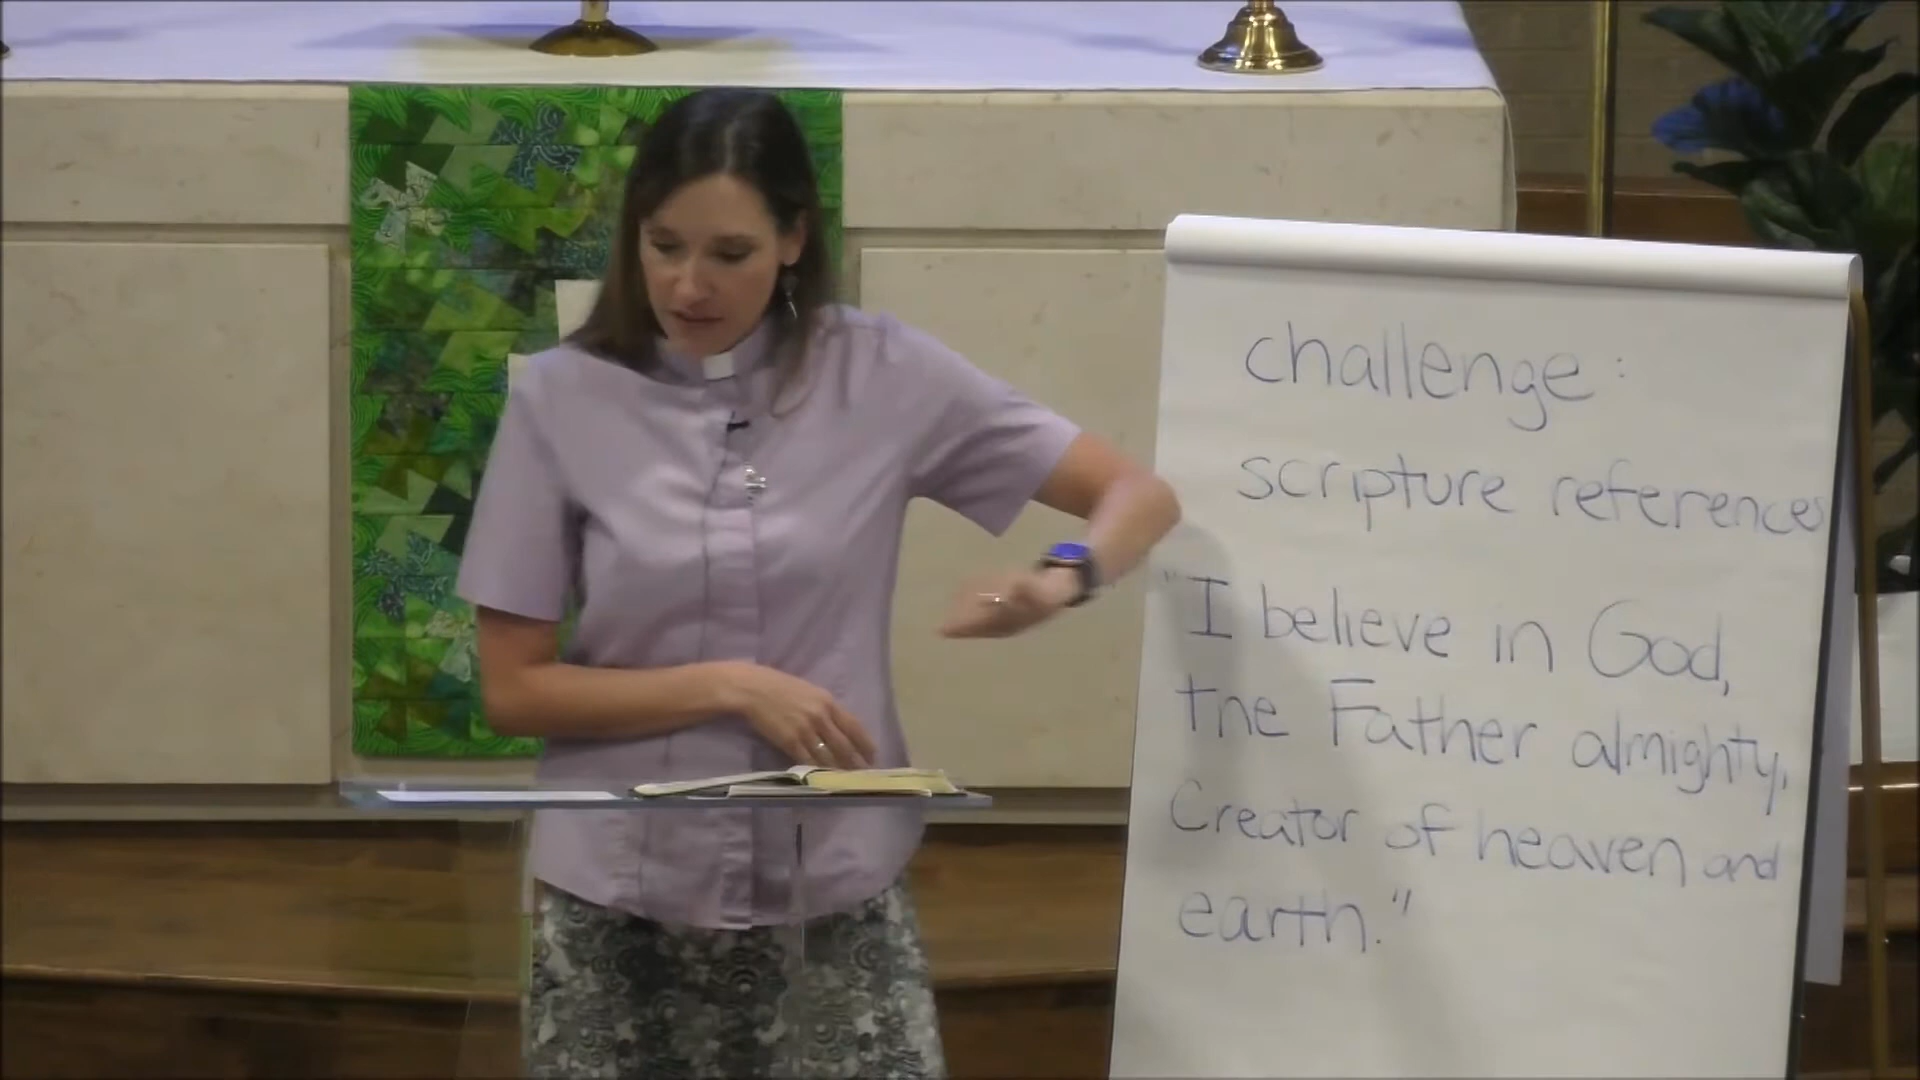 challenge:
scripture references
"I believe in God,
the Father almighty,
Creator of heaven and
earth."